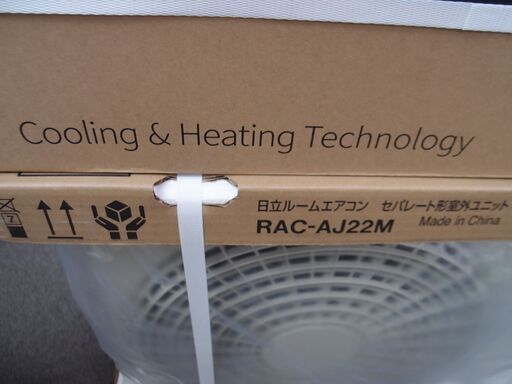 Cooling & Heating Technology
日立ルームエアコン セパレート形室外ユニット
RAC-AJ22M
Made in China
7